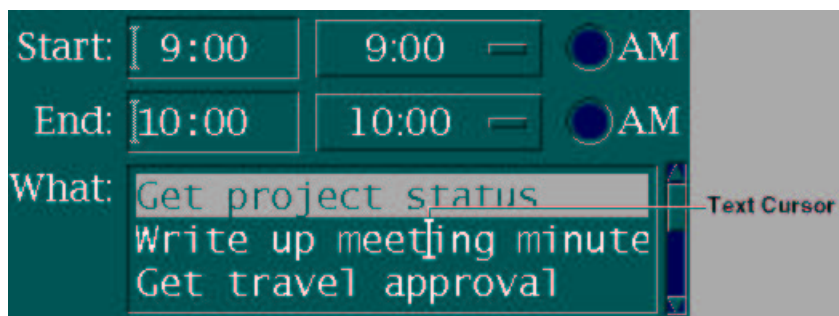 Start: 9:00 9:00 AM
End: 10:00 10:00 AM
What: Get project status
Text Cursor
Write up meeting minute
Get travel approval